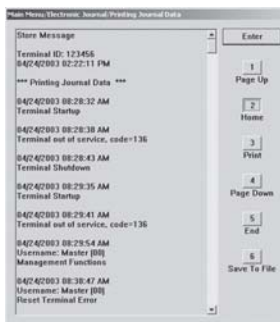 Main Menu/Electronic Journal/Printing Journal Data
Store Message
Terminal ID: 123456
04/24/2003 02:22:11 PM
*** Printing Journal Data ***
04/24/2003 08:28:32 AM
Terminal Startup
04/24/2003 08:28:38 AM
Terminal out of service, code=136
04/24/2003 08:28:43 AM
Terminal Shutdown
04/24/2003 08:29:35 AM
Terminal Startup
04/24/2003 08:29:41 AM
Terminal out of service, code=136
04/24/2003 08:29:54 AM
Username: Master [00]
Management Functions
04/24/2003 08:30:47 AM
Username: Master [00]
Reset Terminal Error
Enter
1
Page Up
2
Home
3
Print
4
Page Down
5
End
6
Save To File